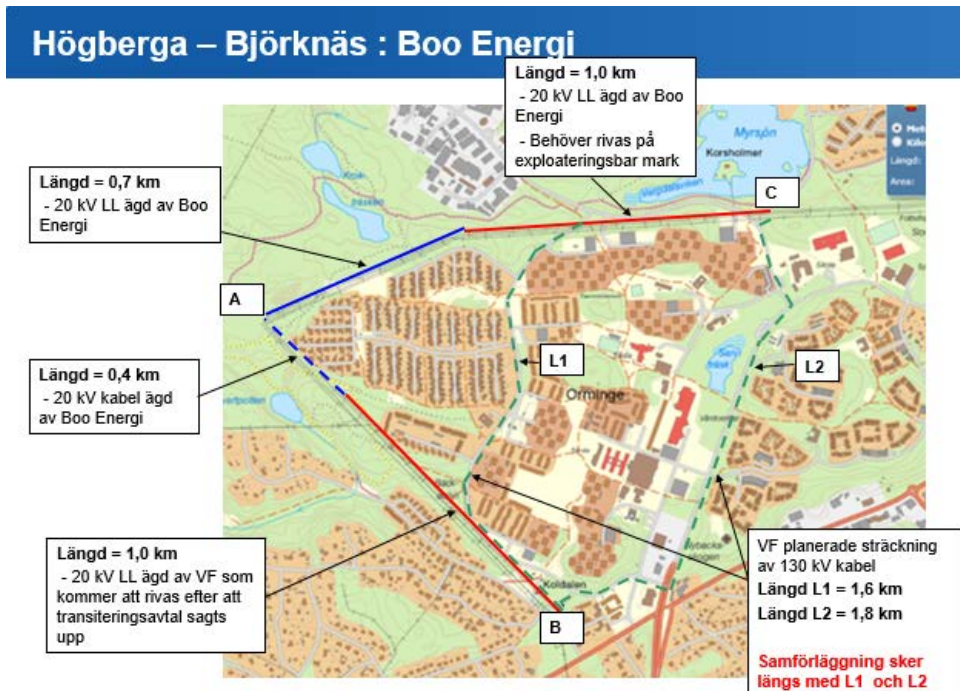 Högberga – Björknäs : Boo Energi
Längd = 1,0 km
- 20 kV LL ägd av Boo
Energi
- Behöver rivas på
exploateringsbar mark
Längd = 0,7 km
- 20 kV LL ägd av Boo
Energi
Myrsjön
Korsholmer
Längd:
Area:
C
A
L1
L2
Längd = 0,4 km
- 20 kV kabel ägd
av Boo Energi
Orminge
Längd = 1,0 km
- 20 kV LL ägd av VF som
kommer att rivas efter att
transiteringsavtal sagts
upp
Koldalen
B
VF planerade sträckning
av 130 kV kabel
Längd L1 = 1,6 km
Längd L2 = 1,8 km
Samförläggning sker
längs med L1 och L2